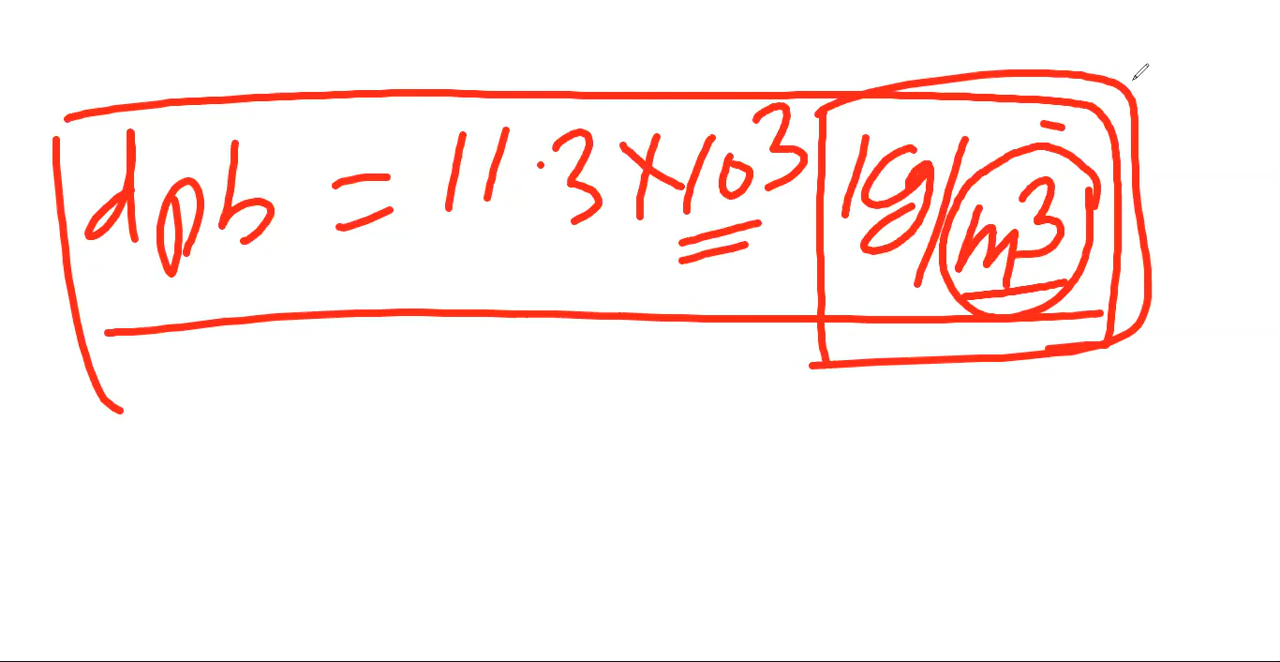 dpb = 11.3×10³ kg/m³